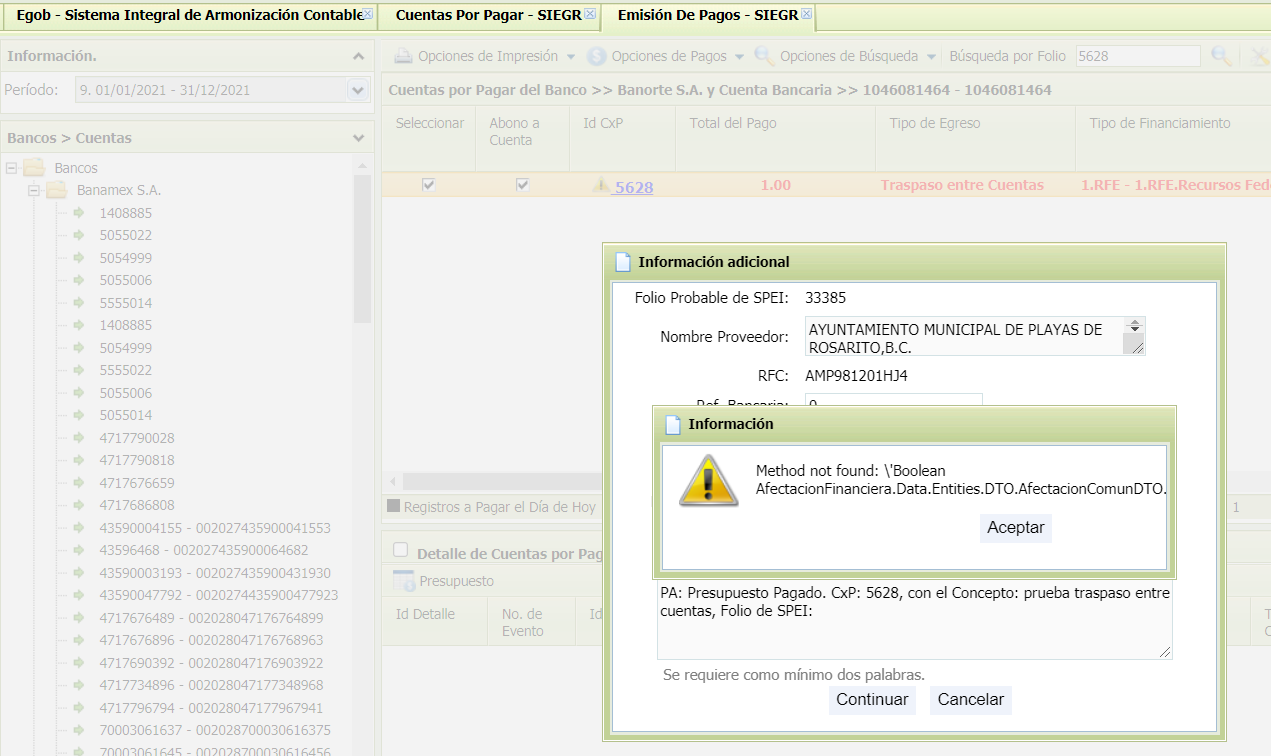 Egob - Sistema Integral de Armonización Contable
Cuentas Por Pagar - SIEGR
Emisión De Pagos - SIEGR
Información.
Período:
9. 01/01/2021 - 31/12/2021
Bancos > Cuentas
Bancos
Banamex S.A.
1408885
5055022
5054999
5055006
5555014
1408885
5054999
5555022
5055006
5055014
4717790028
4717790818
4717676659
4717686808
43590004155 - 002027435900041553
43596468 - 002027435900064682
43590003193 - 002027435900431930
43590047792 - 0020274435900477923
4717676489 - 002028047176764899
4717676896 - 002028047176768963
4717690392 - 002028047176903922
4717734896 - 002028047177348968
4717796794 - 002028047177967941
70003061637 - 002028700030616375
70003061645 - 002028700030616456
Opciones de Impresión
Opciones de Pagos
Opciones de Búsqueda
Búsqueda por Folio
5628
Cuentas por Pagar del Banco >> Banorte S.A. y Cuenta Bancaria >> 1046081464 - 1046081464
Seleccionar
Abono a
Cuenta
Id CxP
Total del Pago
Tipo de Egreso
Tipo de Financiamiento
5628
1.00
Traspaso entre Cuentas
1.RFE - 1.RFE.Recursos Fede
Registros a Pagar el Día de Hoy
1
Detalle de Cuentas por Pag
Presupuesto
Id Detalle
No. de
Evento
Id
Información adicional
Folio Probable de SPEI: 33385
Nombre Proveedor:
AYUNTAMIENTO MUNICIPAL DE PLAYAS DE
ROSARITO,B.C.
RFC: AMP981201HJ4
Ref. Bancaria: 0
Información
Method not found: \'Boolean
AfectacionFinanciera.Data.Entities.DTO.AfectacionComunDTO.
Aceptar
PA: Presupuesto Pagado. CxP: 5628, con el Concepto: prueba traspaso entre
cuentas, Folio de SPEI:
Se requiere como mínimo dos palabras.
Continuar
Cancelar